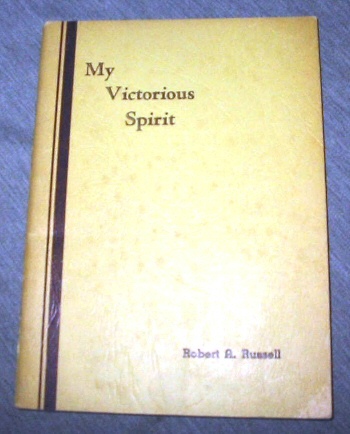 My
Victorious
Spirit
Robert A. Russell